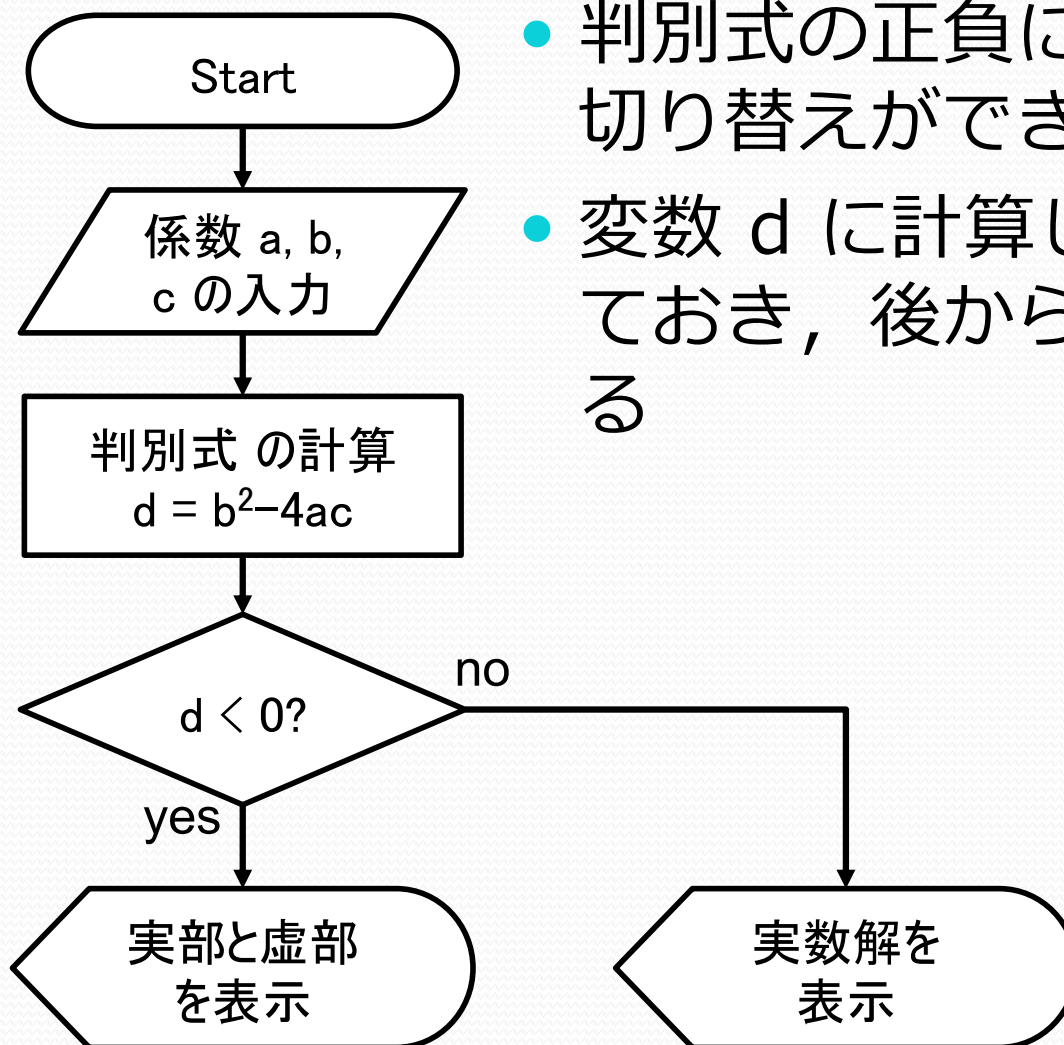 Start
係数 a, b,
c の入力
判別式 の計算
d = b²−4ac
d < 0?
no
yes
実部と虚部
を表示
実数解を
表示
判別式の正負に
切り替えができ
変数 d に計算し
ておき，後から
る